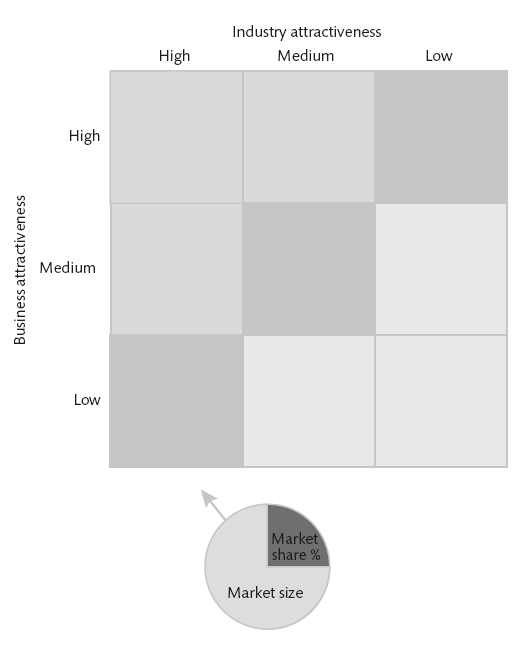 Industry attractiveness
High Medium Low
High
Business attractiveness
Medium
Low
Market
share %
Market size